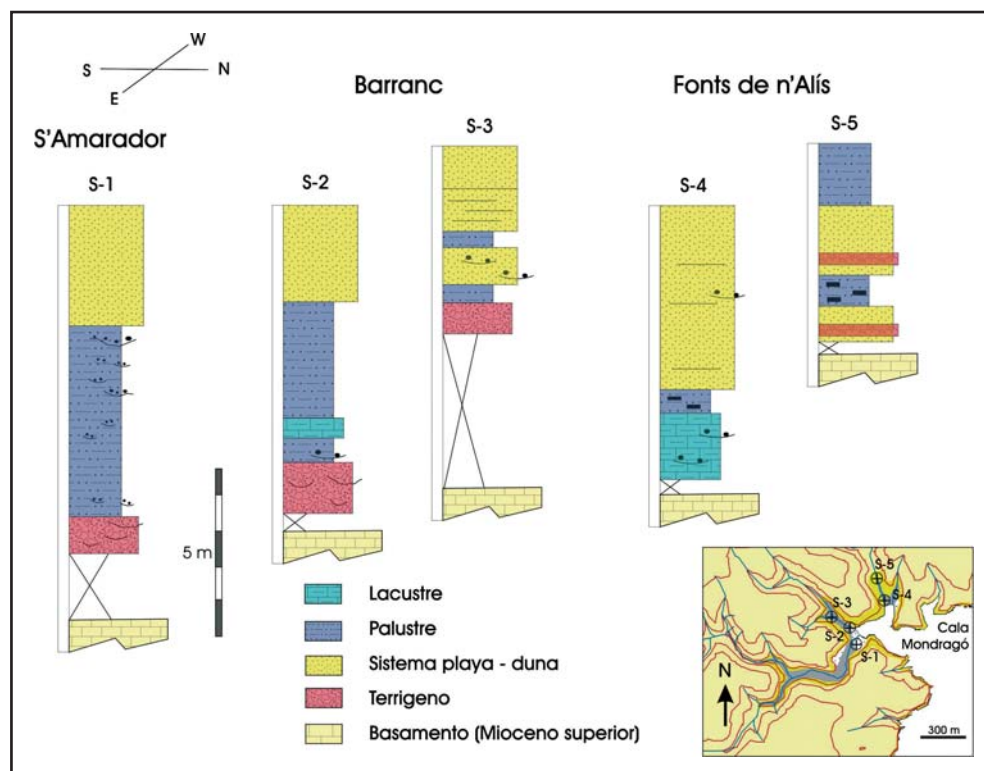 W
S N
E
Barranc
Fonts de n'Alís
S'Amarador
S-3
S-5
S-1
S-2
S-4
5 m
Lacustre
Palustre
Sistema playa - duna
Terrigeno
Basamento (Mioceno superior)
S-5
S-4
S-3
S-2
S-1
Cala
Mondragó
N
300 m